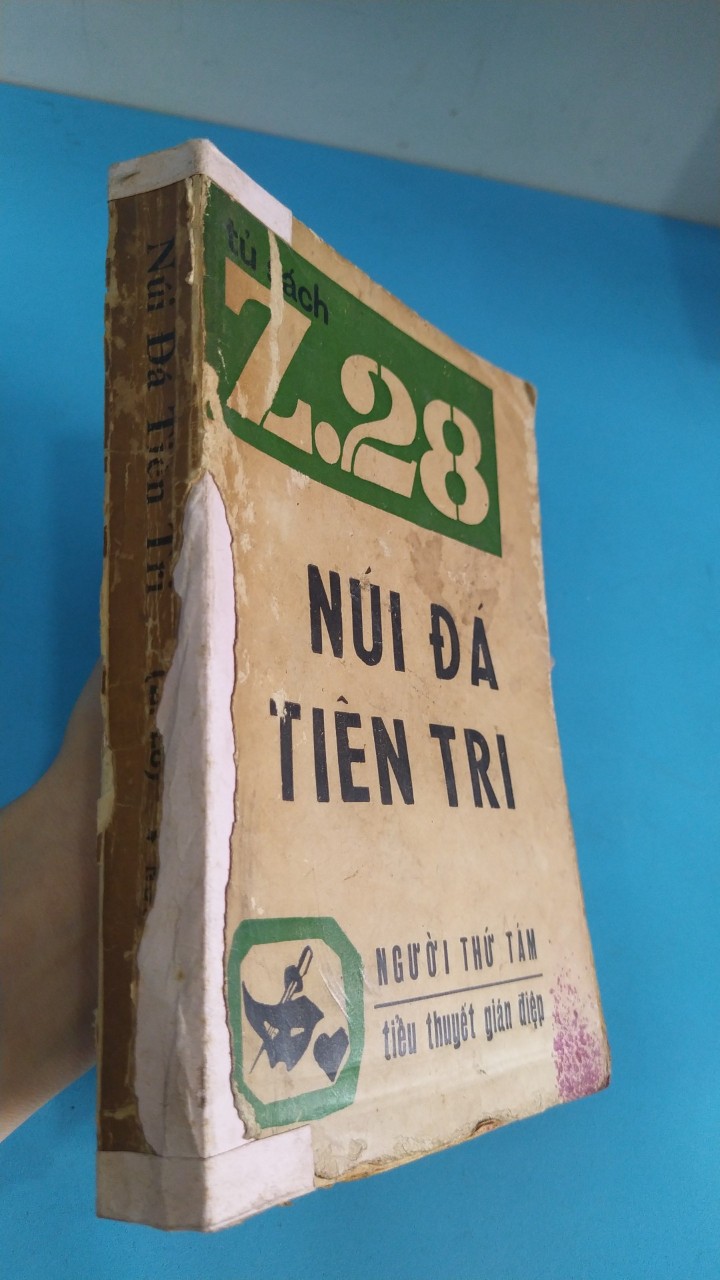 tủ sách
Z.28
NÚI ĐÁ
TIÊN TRI
NGƯỜI THỨ TÁM
tiểu thuyết gián điệp
Núi Đá Tiên Tri